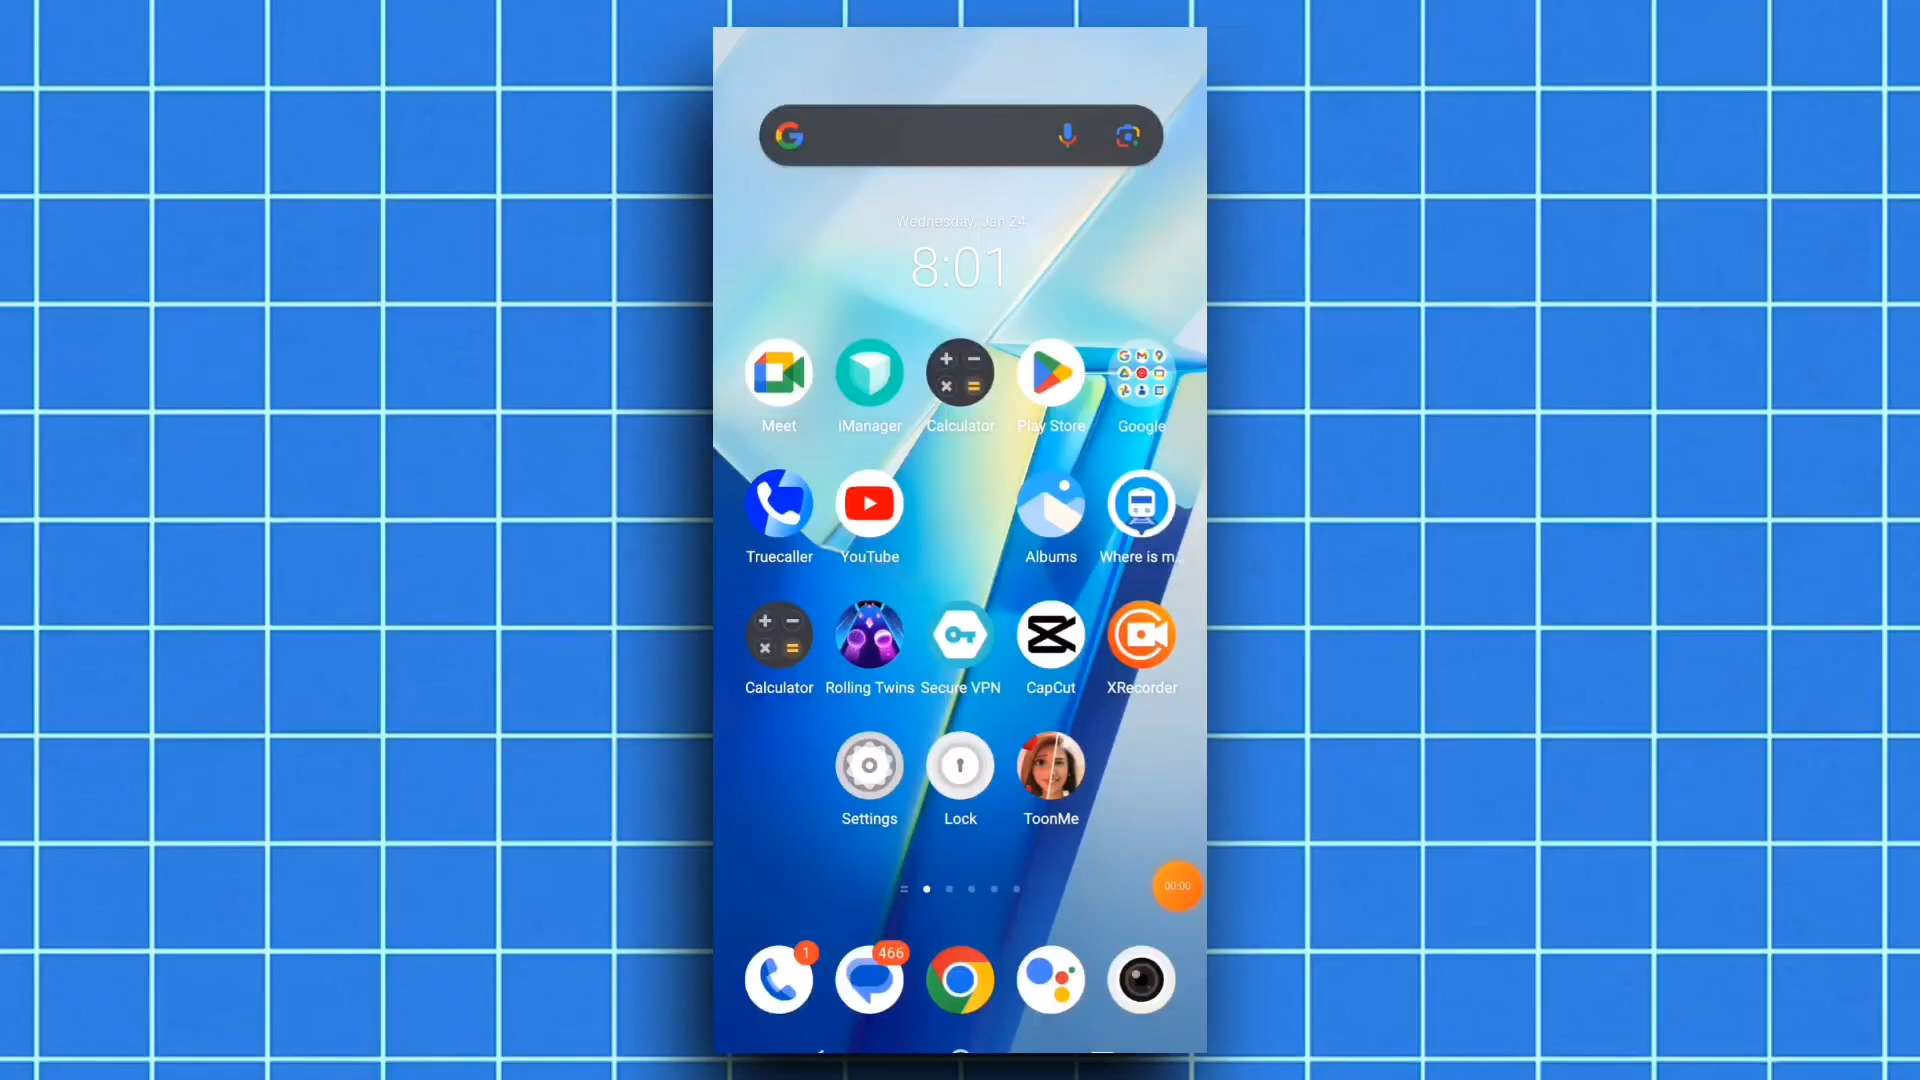 Wednesday, Jan 24
8:01
Meet iManager Calculator Play Store Google
Truecaller YouTube Albums Where is m..
Calculator Rolling Twins Secure VPN CapCut XRecorder
Settings Lock ToonMe
00:00
1 466